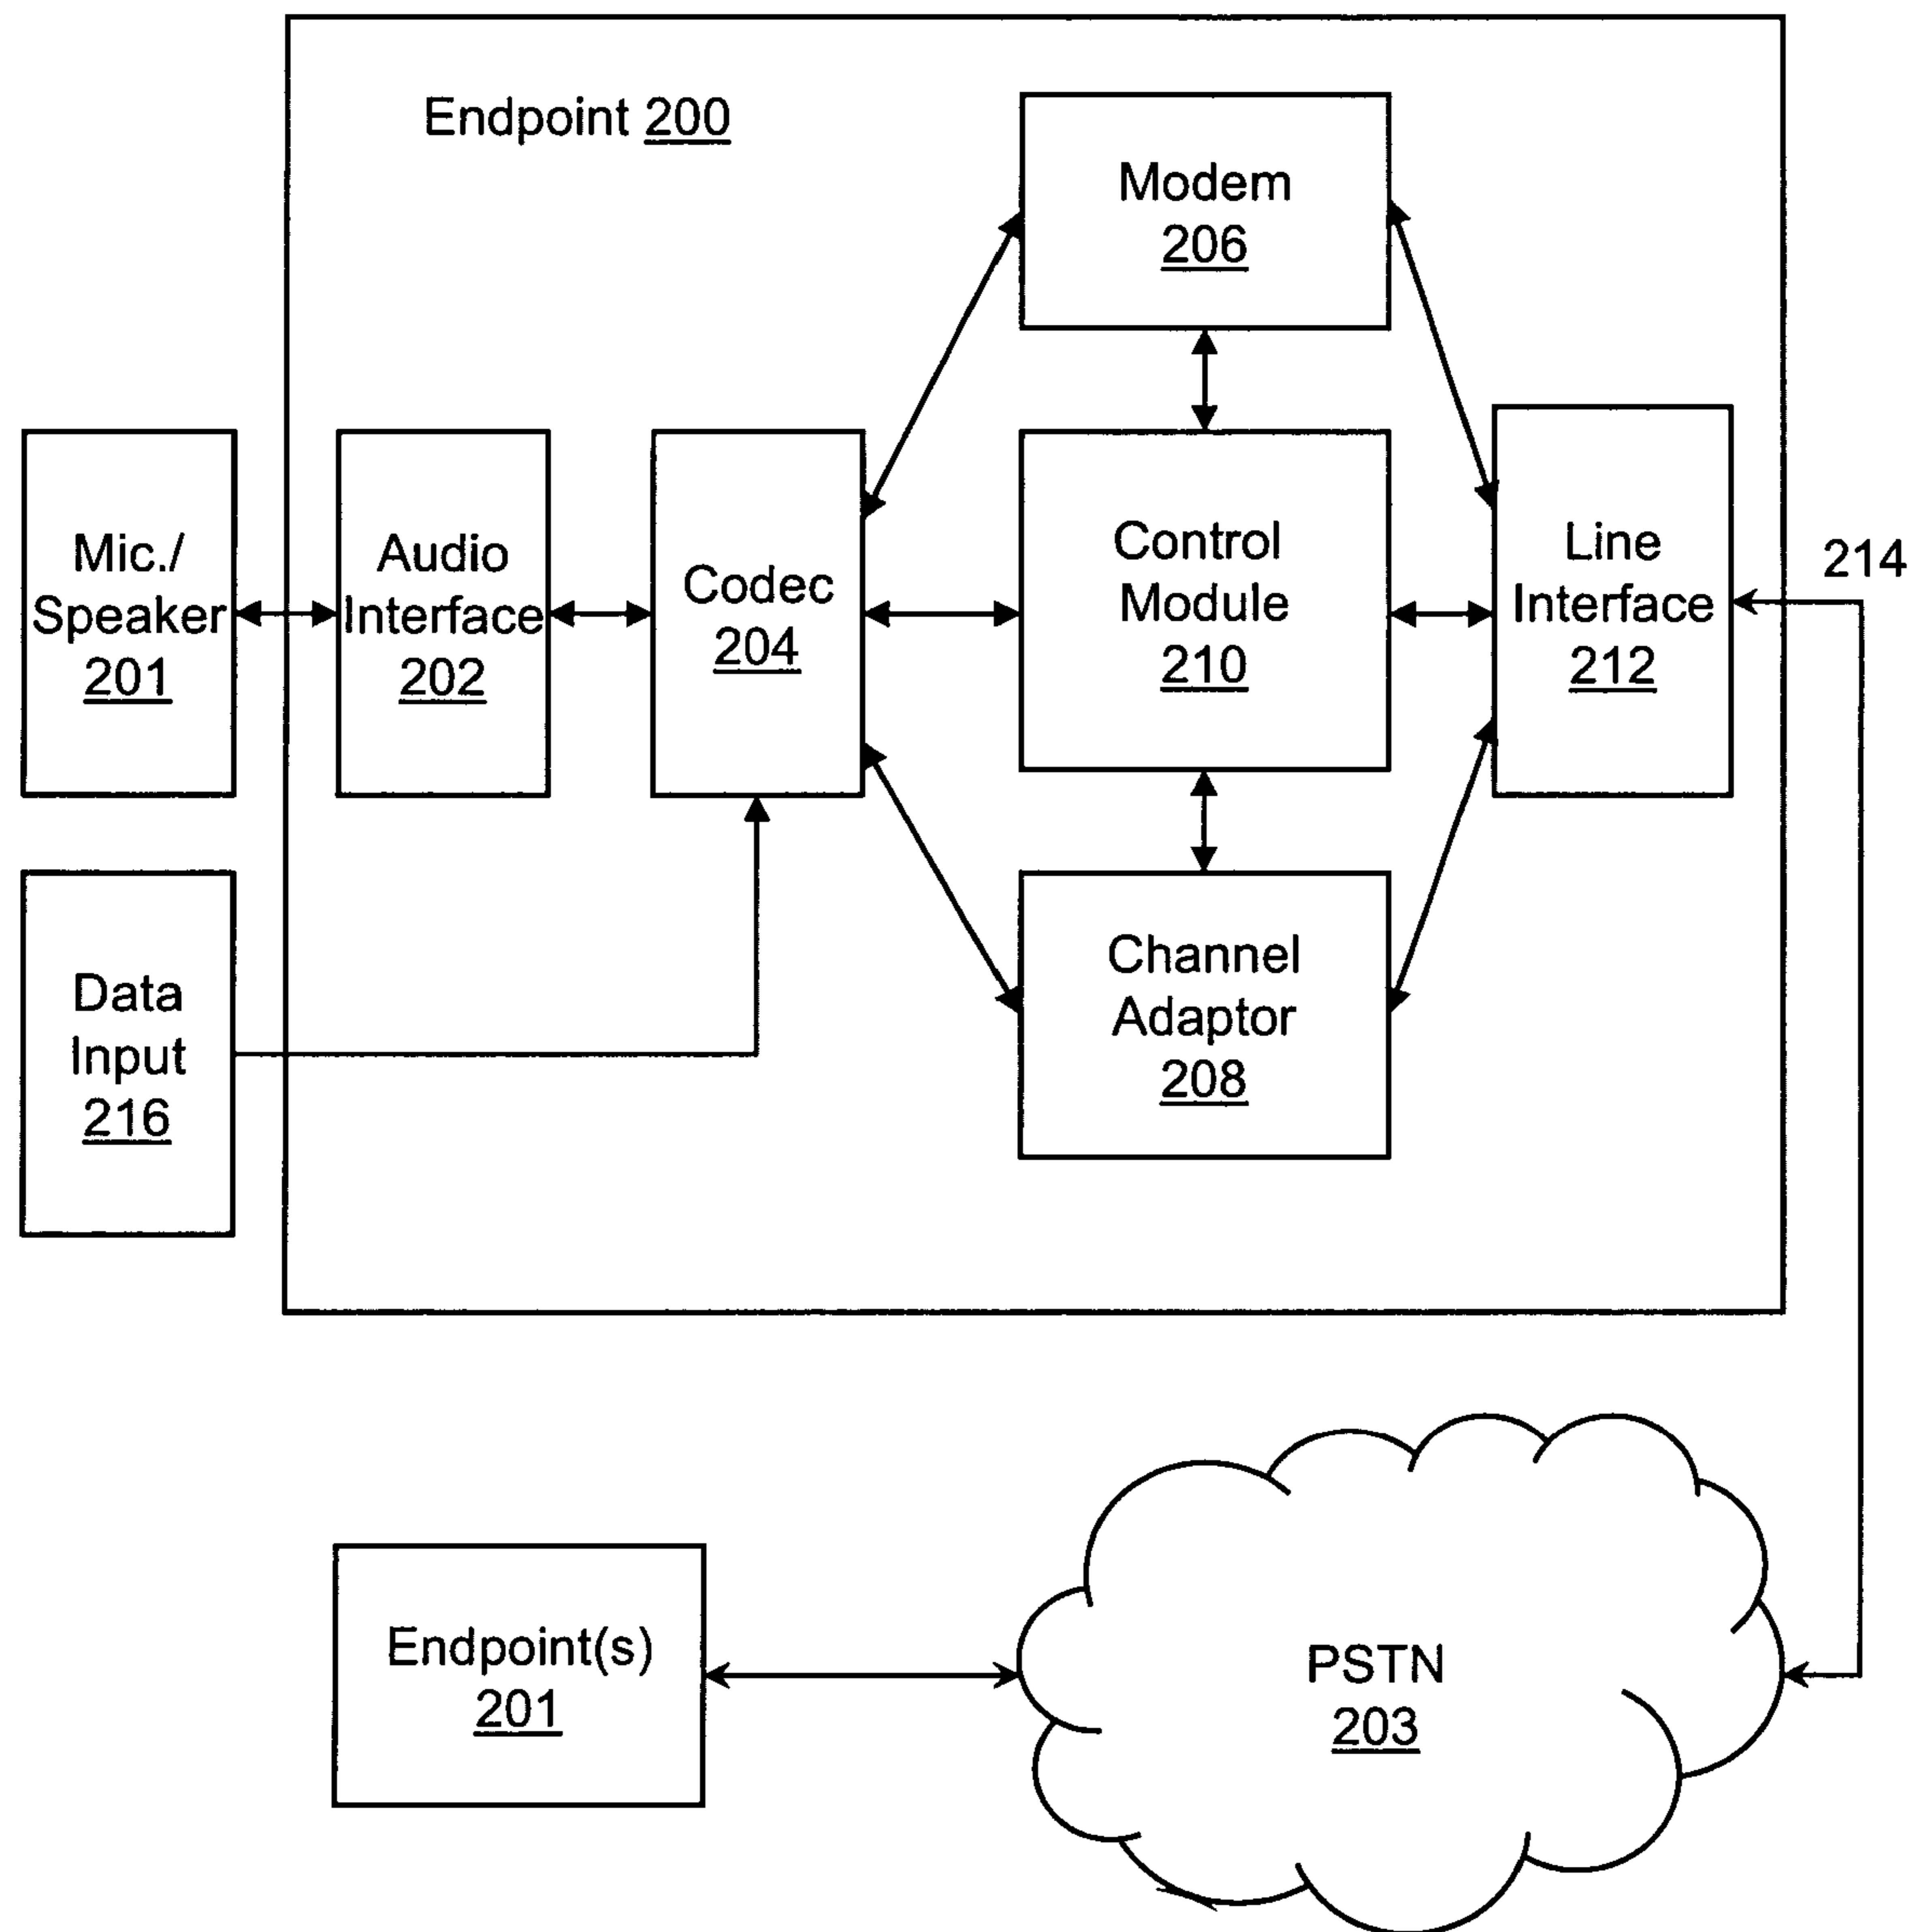 Endpoint 200
Modem
206
Mic./
Speaker
201
Audio
Interface
202
Codec
204
Control
Module
210
Line
Interface
212
214
Data
Input
216
Channel
Adaptor
208
Endpoint(s)
201
PSTN
203